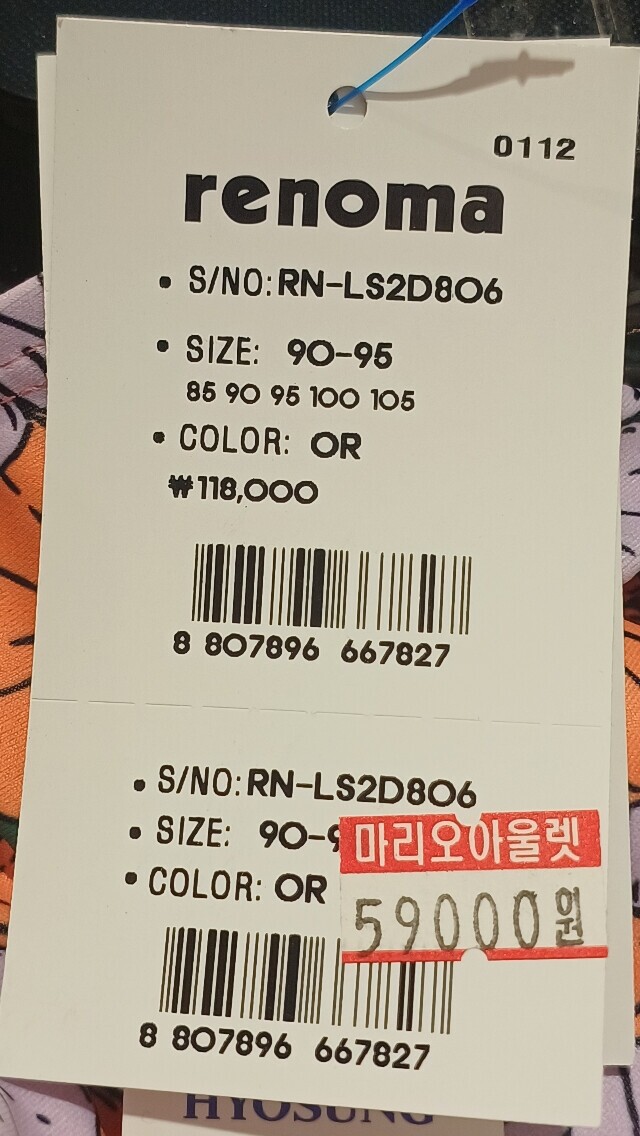 0112
renoma
• S/NO: RN-LS2D806
• SIZE: 90-95
85 90 95 100 105
• COLOR: OR
₩118,000
8 807896 667827
• S/NO: RN-LS2D806
• SIZE: 90-9
마리오아울렛
• COLOR: OR
59000원
8 807896 667827
HYOSUNG